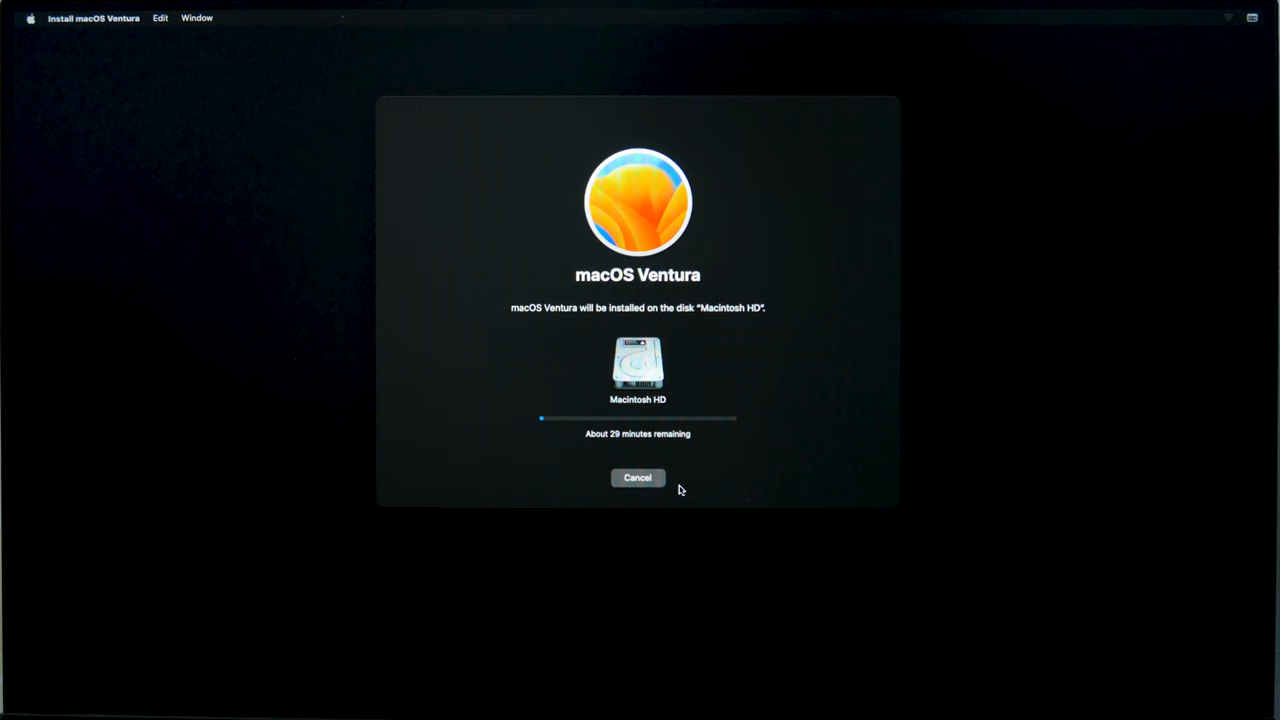 Install macOS Ventura Edit Window
macOS Ventura
macOS Ventura will be installed on the disk “Macintosh HD”.
Macintosh HD
About 29 minutes remaining
Cancel